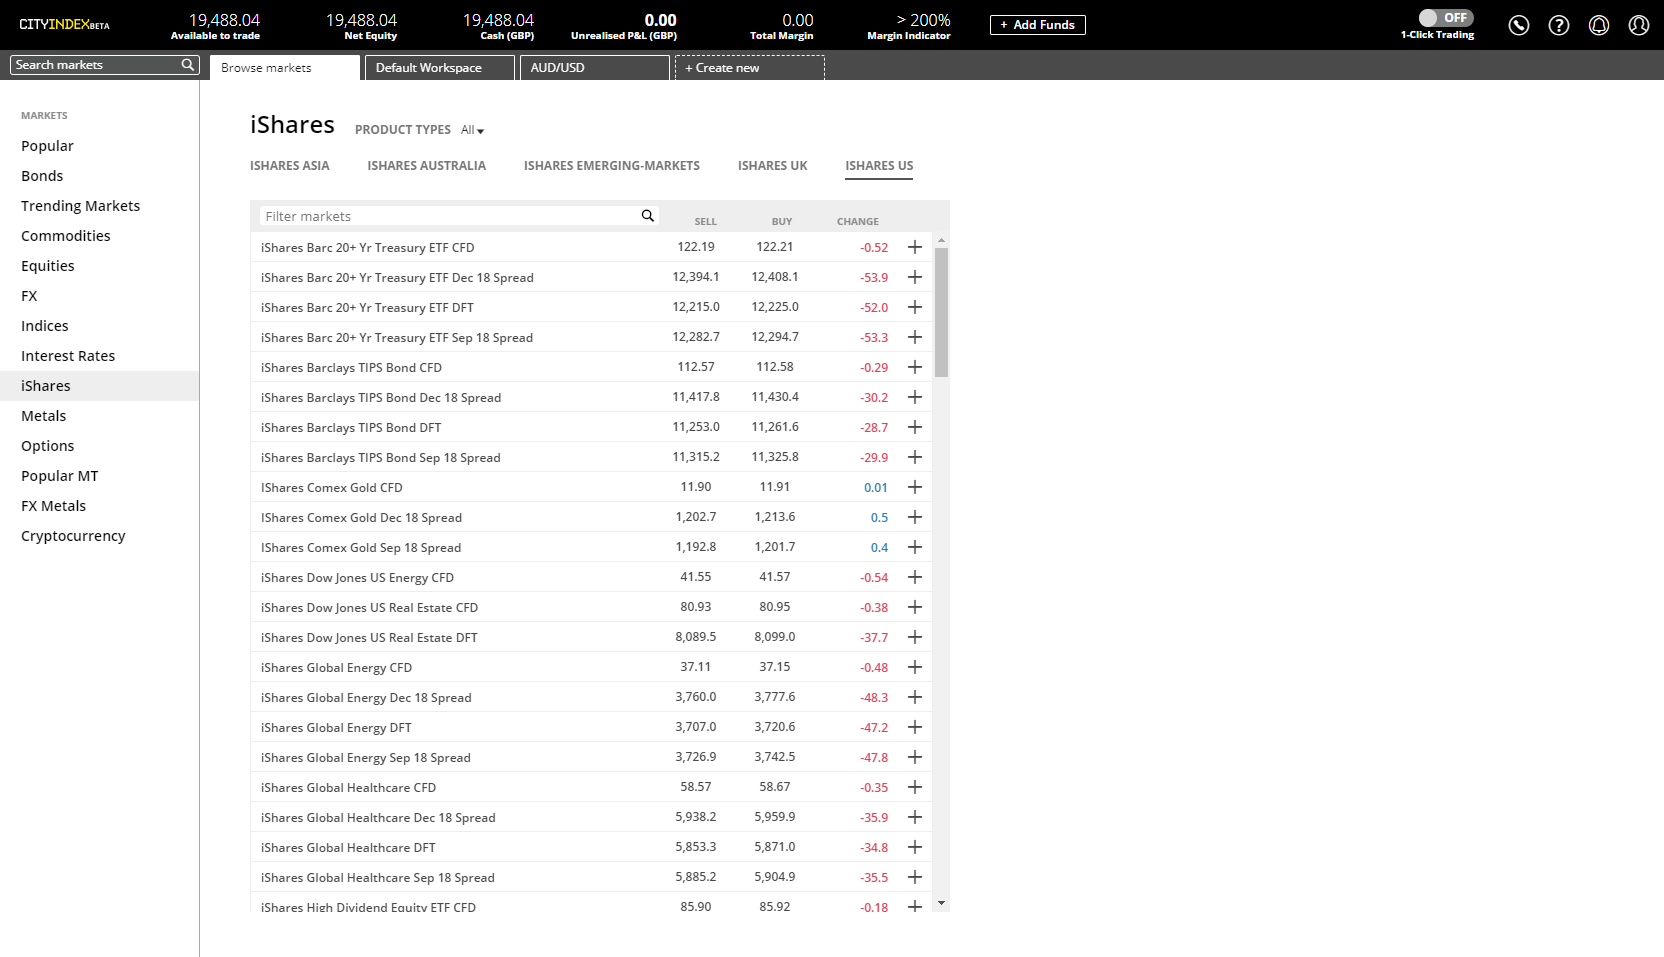 CITYINDEXBETA
19,488.04
Available to trade
19,488.04
Net Equity
19,488.04
Cash (GBP)
0.00
Unrealised P&L (GBP)
0.00
Total Margin
> 200%
Margin Indicator
+ Add Funds
OFF
1-Click Trading
Search markets
Browse markets
Default Workspace
AUD/USD
+ Create new
MARKETS
Popular
Bonds
Trending Markets
Commodities
Equities
FX
Indices
Interest Rates
iShares
Metals
Options
Popular MT
FX Metals
Cryptocurrency
iShares PRODUCT TYPES All
ISHARES ASIA ISHARES AUSTRALIA ISHARES EMERGING-MARKETS ISHARES UK ISHARES US
Filter markets SELL BUY CHANGE
iShares Barc 20+ Yr Treasury ETF CFD 122.19 122.21 -0.52
iShares Barc 20+ Yr Treasury ETF Dec 18 Spread 12,394.1 12,408.1 -53.9
iShares Barc 20+ Yr Treasury ETF DFT 12,215.0 12,225.0 -52.0
iShares Barc 20+ Yr Treasury ETF Sep 18 Spread 12,282.7 12,294.7 -53.3
iShares Barclays TIPS Bond CFD 112.57 112.58 -0.29
iShares Barclays TIPS Bond Dec 18 Spread 11,417.8 11,430.4 -30.2
iShares Barclays TIPS Bond DFT 11,253.0 11,261.6 -28.7
iShares Barclays TIPS Bond Sep 18 Spread 11,315.2 11,325.8 -29.9
IShares Comex Gold CFD 11.90 11.91 0.01
IShares Comex Gold Dec 18 Spread 1,202.7 1,213.6 0.5
IShares Comex Gold Sep 18 Spread 1,192.8 1,201.7 0.4
iShares Dow Jones US Energy CFD 41.55 41.57 -0.54
iShares Dow Jones US Real Estate CFD 80.93 80.95 -0.38
iShares Dow Jones US Real Estate DFT 8,089.5 8,099.0 -37.7
iShares Global Energy CFD 37.11 37.15 -0.48
iShares Global Energy Dec 18 Spread 3,760.0 3,777.6 -48.3
iShares Global Energy DFT 3,707.0 3,720.6 -47.2
iShares Global Energy Sep 18 Spread 3,726.9 3,742.5 -47.8
iShares Global Healthcare CFD 58.57 58.67 -0.35
iShares Global Healthcare Dec 18 Spread 5,938.2 5,959.9 -35.9
iShares Global Healthcare DFT 5,853.3 5,871.0 -34.8
iShares Global Healthcare Sep 18 Spread 5,885.2 5,904.9 -35.5
iShares High Dividend Equity ETF CFD 85.90 85.92 -0.18